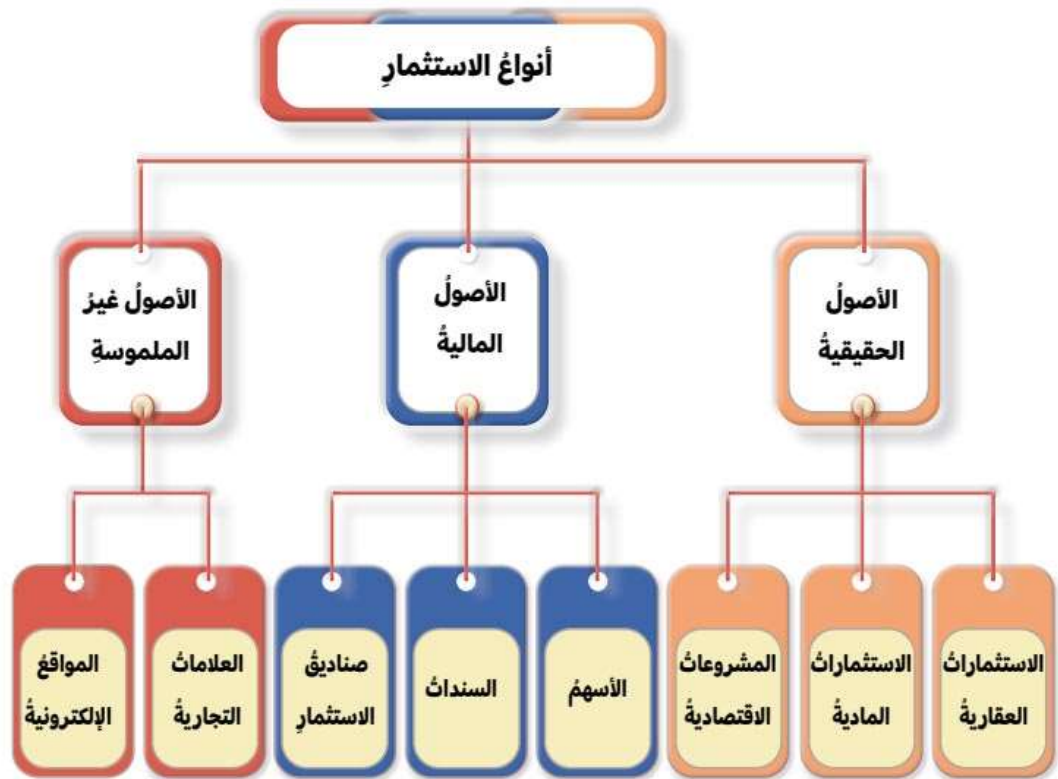 أنواعُ الاستثمارِ
الأصولُ
الحقيقيةُ
الأصولُ
الماليةُ
الأصولُ غيرُ
الملموسةِ
الاستثماراتُ
العقاريةُ
الاستثماراتُ
الماديةُ
المشروعاتُ
الاقتصاديةُ
الأسهمُ
السنداتُ
صناديقُ
الاستثمارِ
العلاماتُ
التجاريةُ
المواقعُ
الإلكترونيةُ